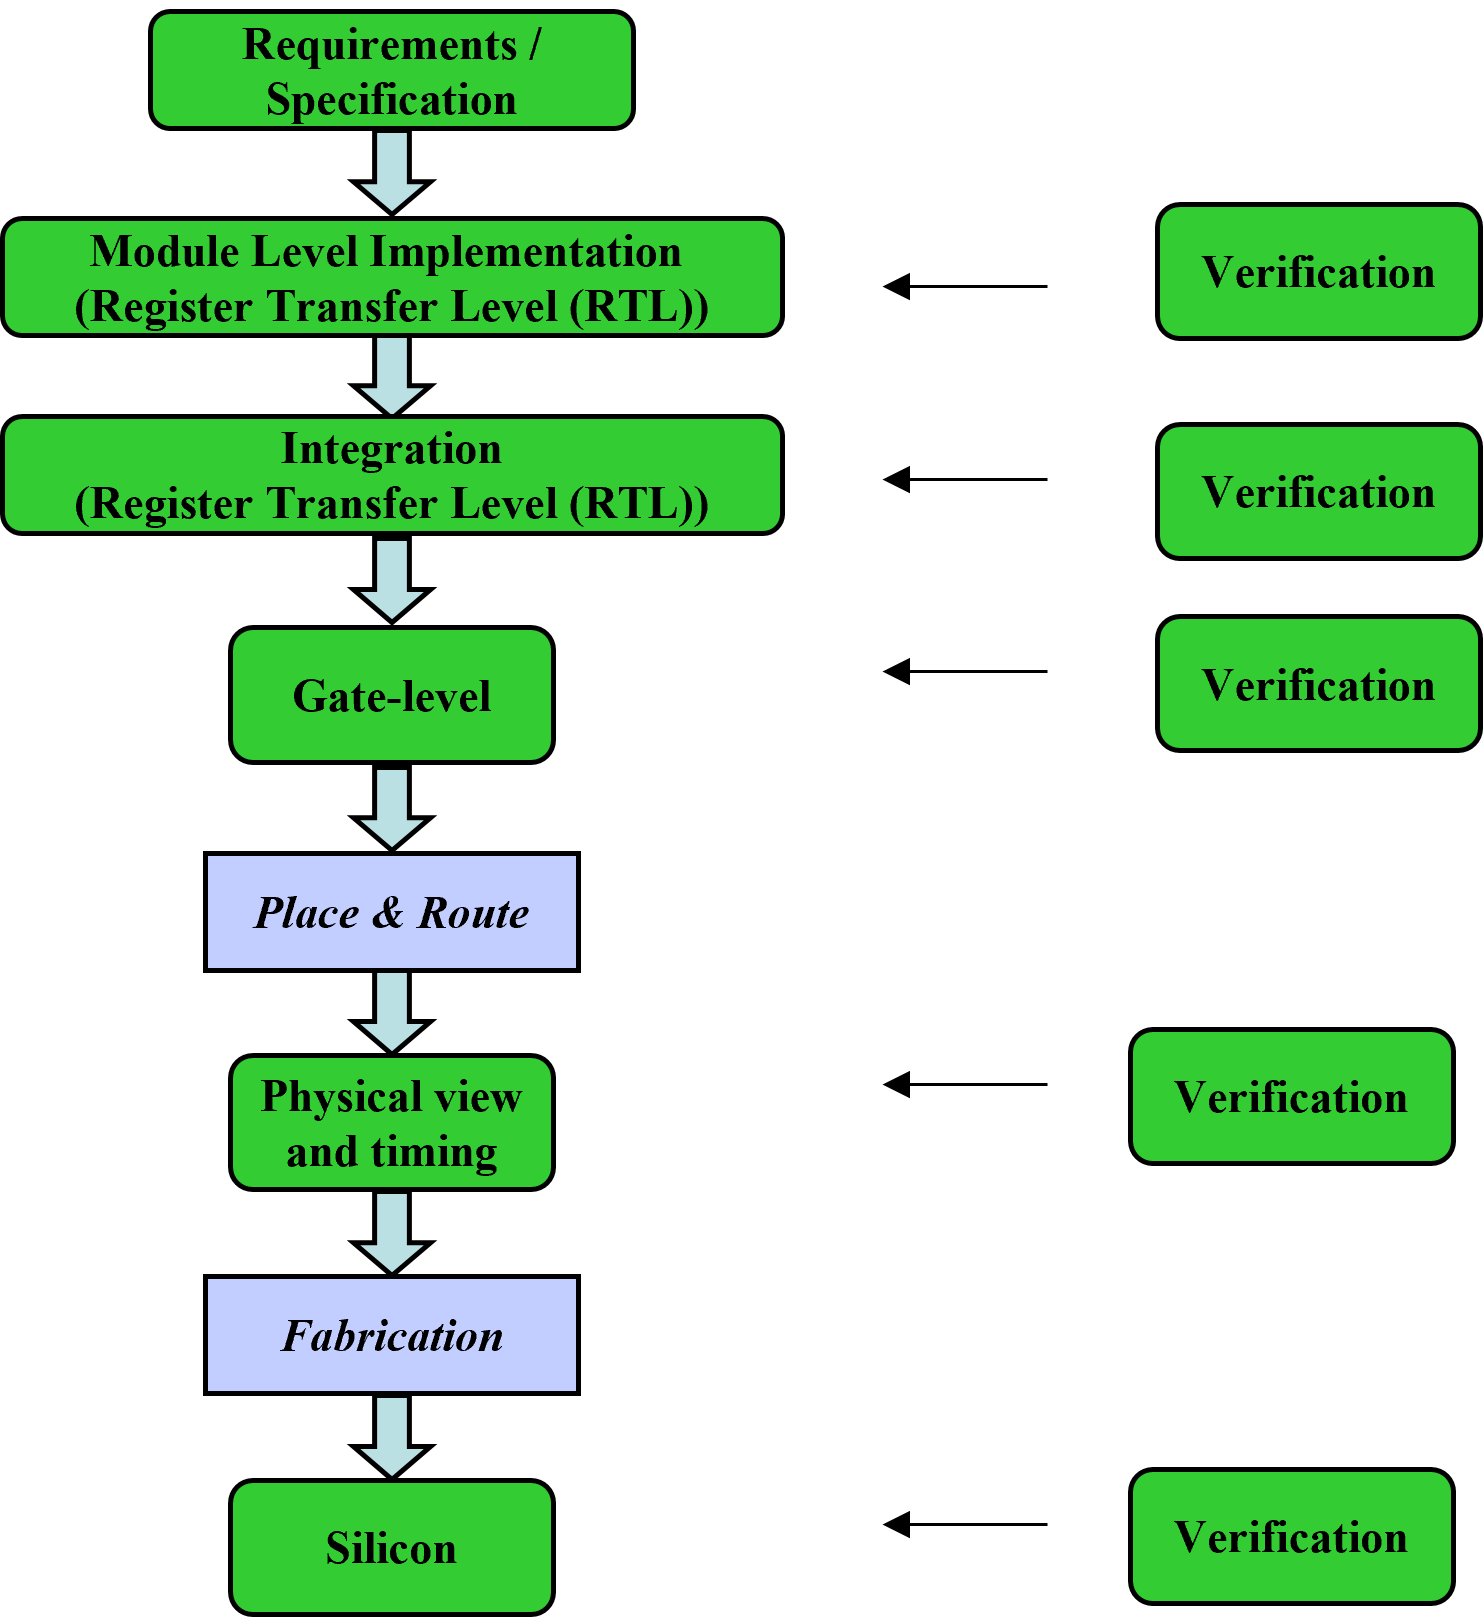 Requirements /
Specification
Module Level Implementation
(Register Transfer Level (RTL))
Verification
Integration
(Register Transfer Level (RTL))
Verification
Gate-level
Verification
Place & Route
Physical view
and timing
Verification
Fabrication
Silicon
Verification